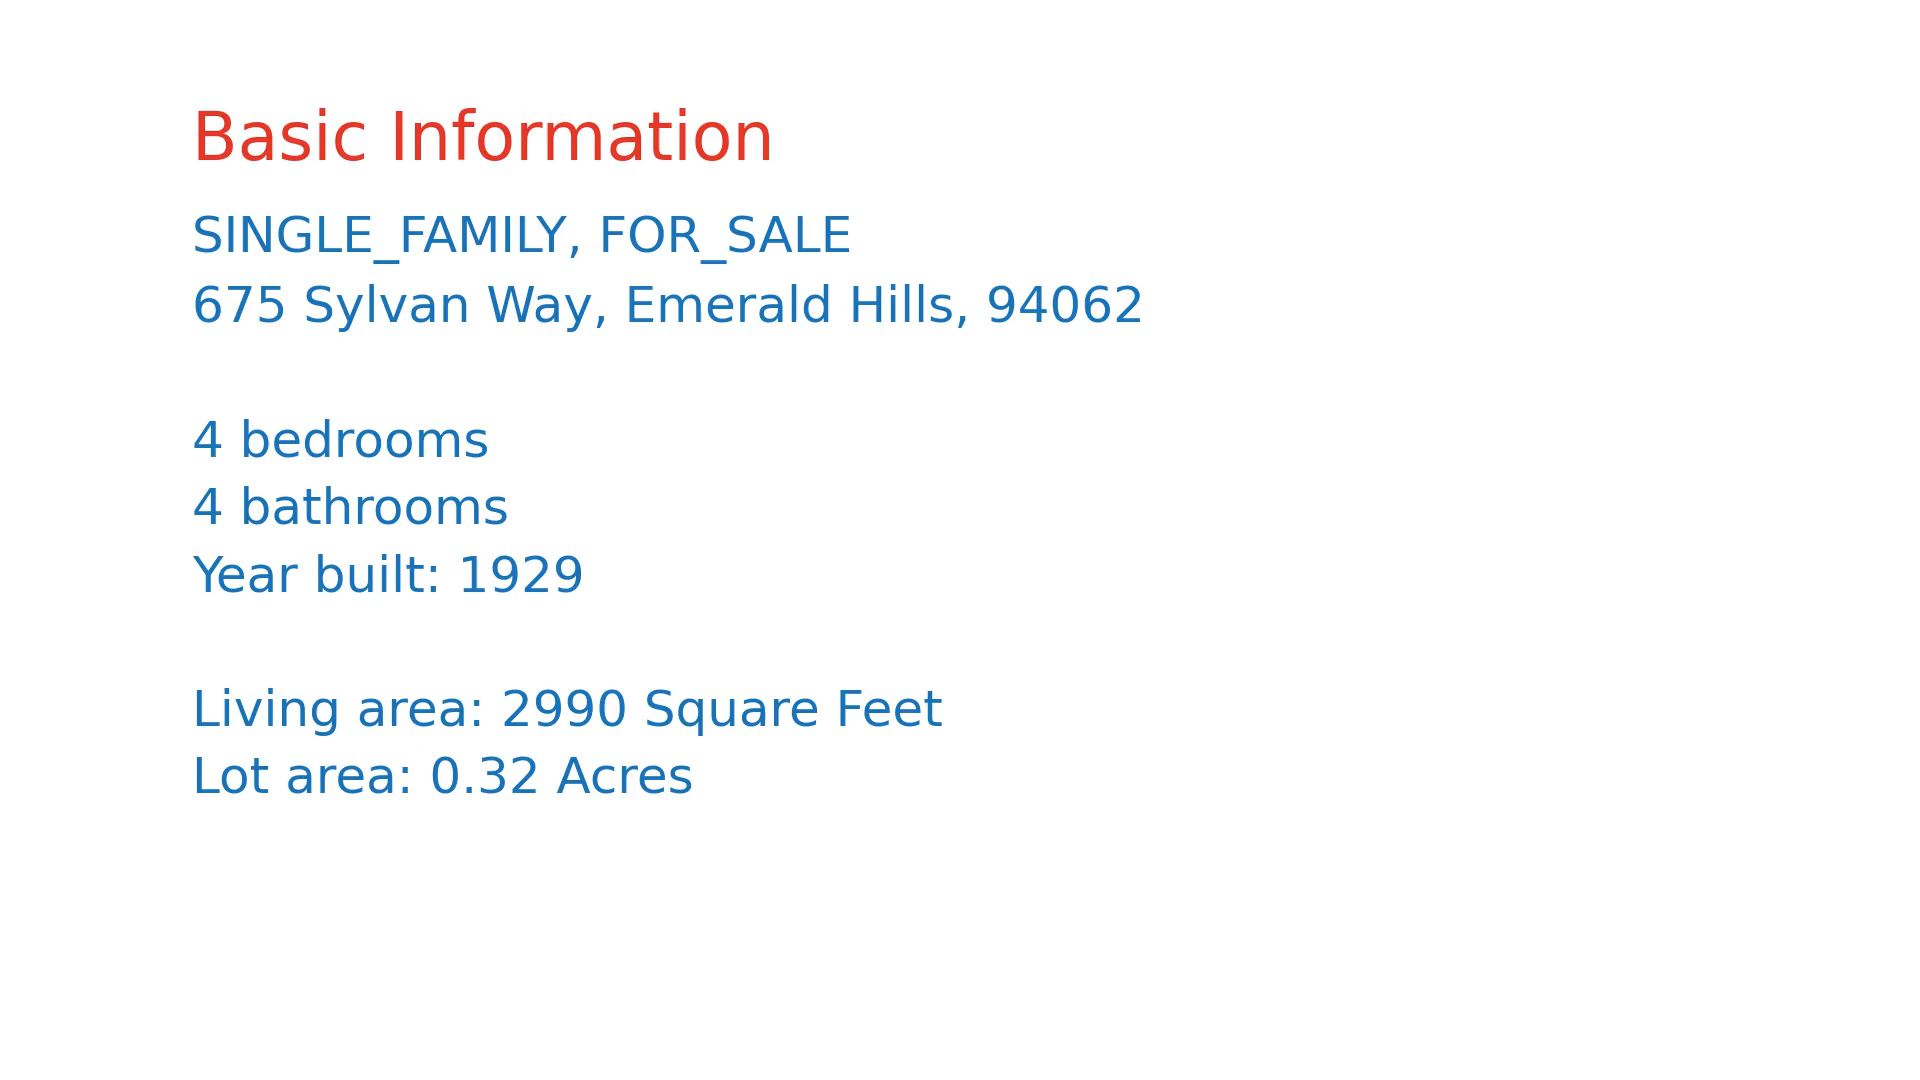 Basic Information
SINGLE_FAMILY, FOR_SALE
675 Sylvan Way, Emerald Hills, 94062
4 bedrooms
4 bathrooms
Year built: 1929
Living area: 2990 Square Feet
Lot area: 0.32 Acres